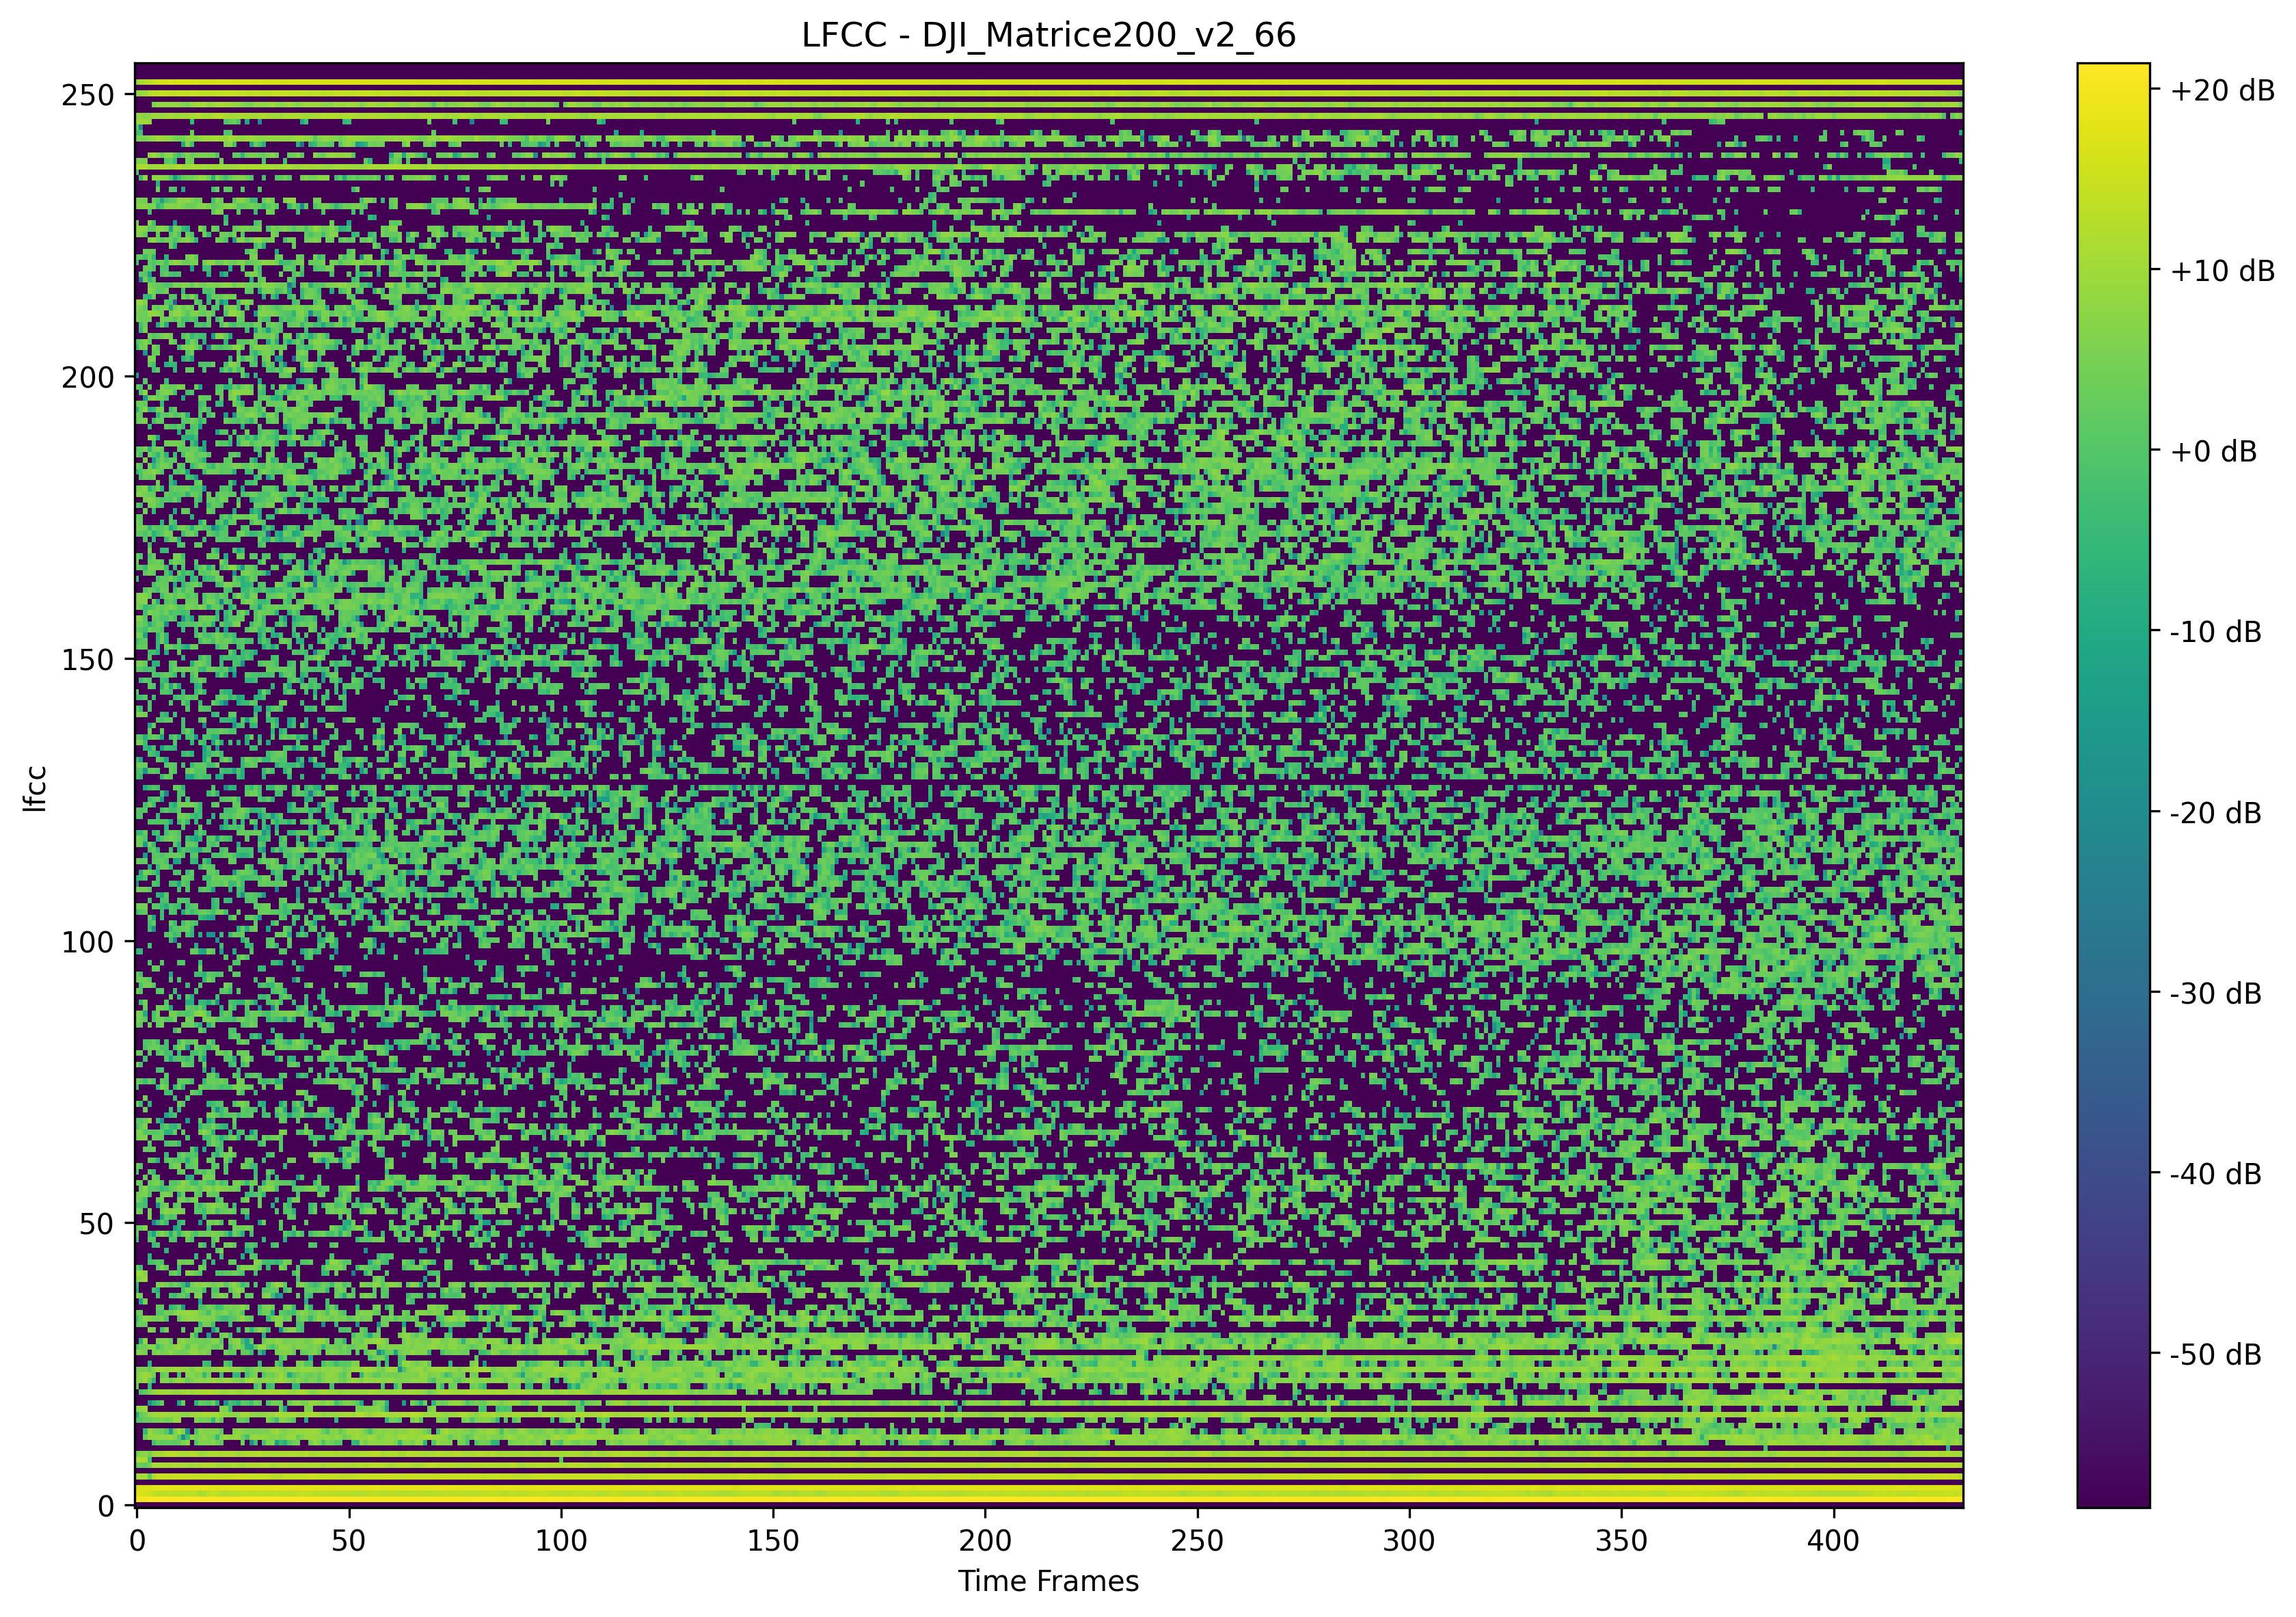 LFCC - DJI_Matrice200_v2_66
250
200
150
100
50
0
lfcc
0 50 100 150 200 250 300 350 400
Time Frames
+20 dB
+10 dB
+0 dB
-10 dB
-20 dB
-30 dB
-40 dB
-50 dB